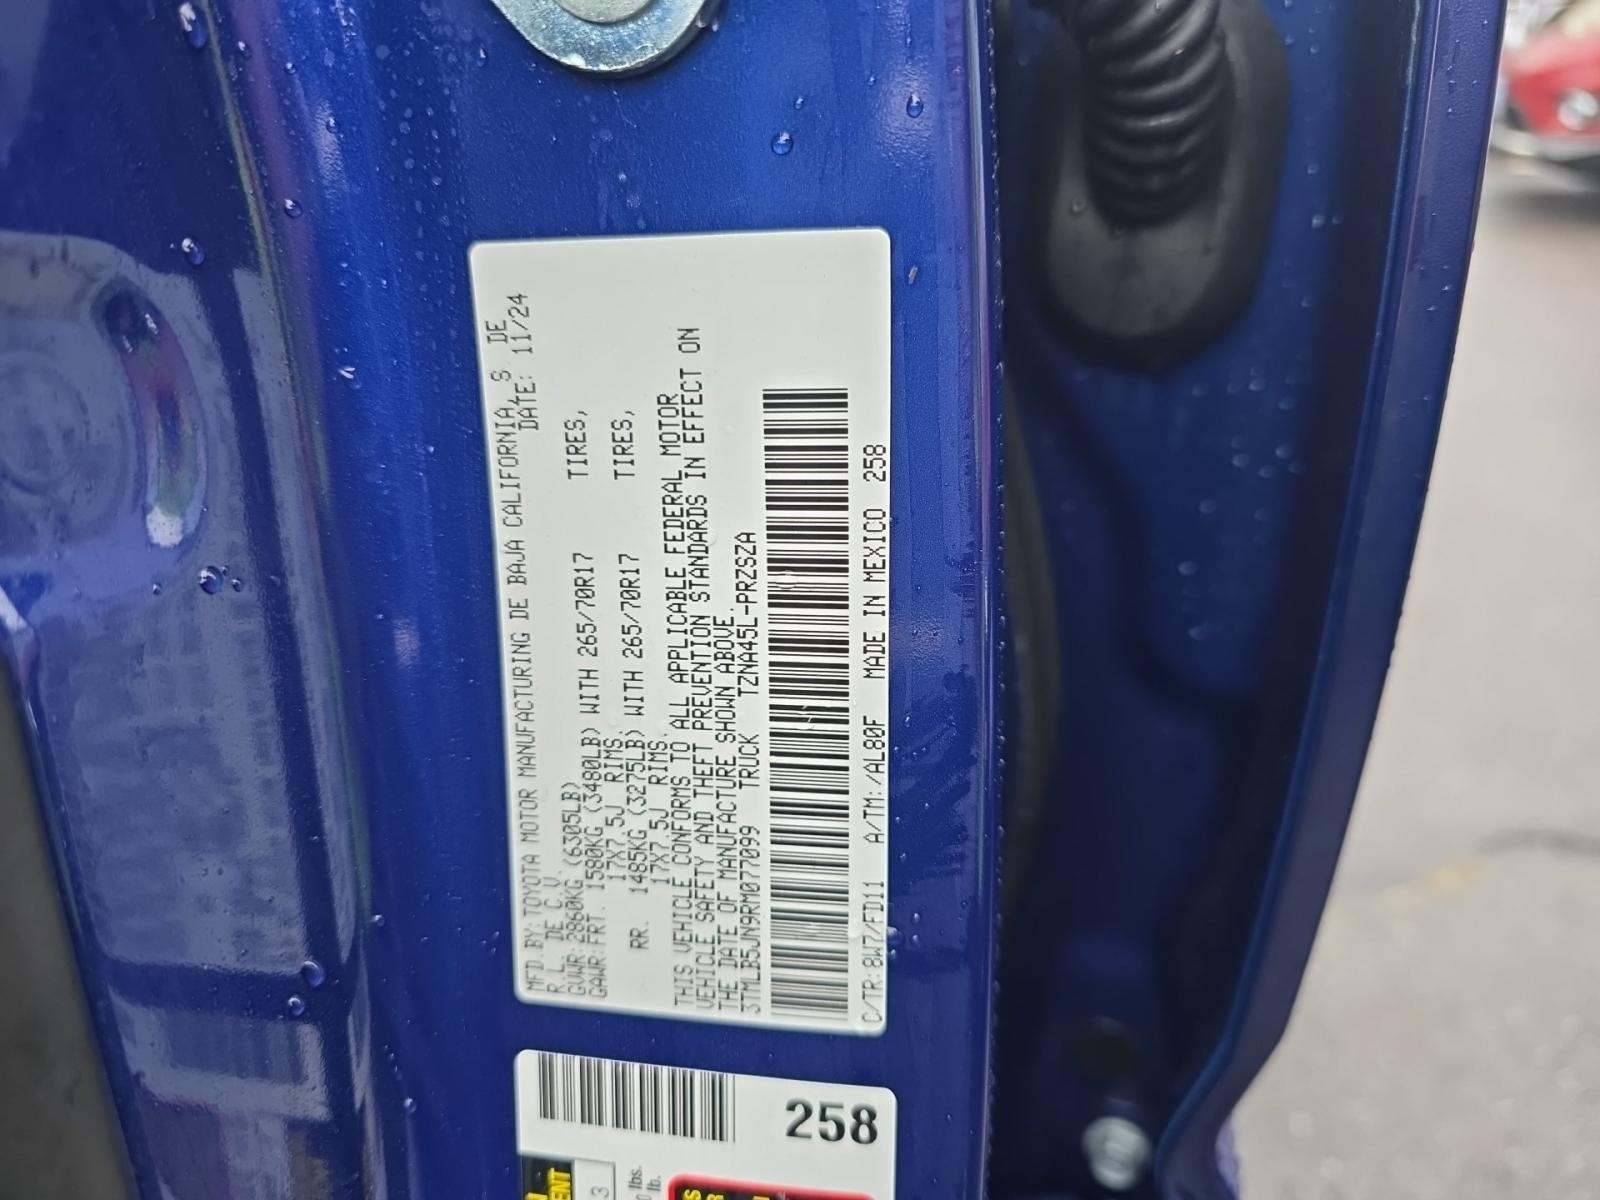 MFD.BY:TOYOTA MOTOR MANUFACTURING DE BAJA CALIFORNIA, S DE
R.L. DE C.V. DATE: 11/24
GVWR:2860KG (6305LB)
GAWR:FRT. 1580KG (3480LB) WITH 265/70R17 TIRES,
17X7.5J RIMS.
RR. 1485KG (3275LB) WITH 265/70R17 TIRES,
17X7.5J RIMS.
THIS VEHICLE CONFORMS TO ALL APPLICABLE FEDERAL MOTOR
VEHICLE SAFETY AND THEFT PREVENTION STANDARDS IN EFFECT ON
THE DATE OF MANUFACTURE SHOWN ABOVE.
3TMLB5JN9RM077099 TRUCK TZNA45L-PRZSZA
C/TR:8W7/FD11 A/TM:/AL80F MADE IN MEXICO 258
258
3
lbs.
lb.